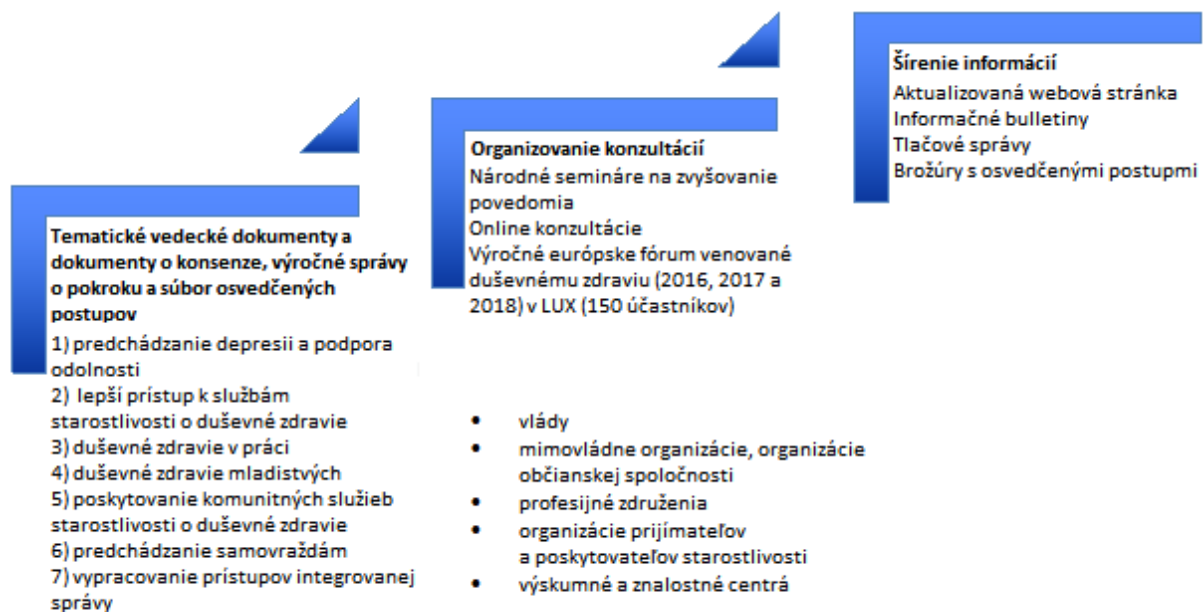 Tematické vedecké dokumenty a
dokumenty o konsenze, výročné správy
o pokroku a súbor osvedčených
postupov
1) predchádzanie depresii a podpora
odolnosti
2) lepší prístup k službám
starostlivosti o duševné zdravie
3) duševné zdravie v práci
4) duševné zdravie mladistvých
5) poskytovanie komunitných služieb
starostlivosti o duševné zdravie
6) predchádzanie samovraždám
7) vypracovanie prístupov integrovanej
správy
Organizovanie konzultácií
Národné semináre na zvyšovanie
povedomia
Online konzultácie
Výročné európske fórum venované
duševnému zdraviu (2016, 2017 a
2018) v LUX (150 účastníkov)
• vlády
• mimovládne organizácie, organizácie
občianskej spoločnosti
• profesijné združenia
• organizácie prijímateľov
a poskytovateľov starostlivosti
• výskumné a znalostné centrá
Šírenie informácií
Aktualizovaná webová stránka
Informačné bulletiny
Tlačové správy
Brožúry s osvedčenými postupmi